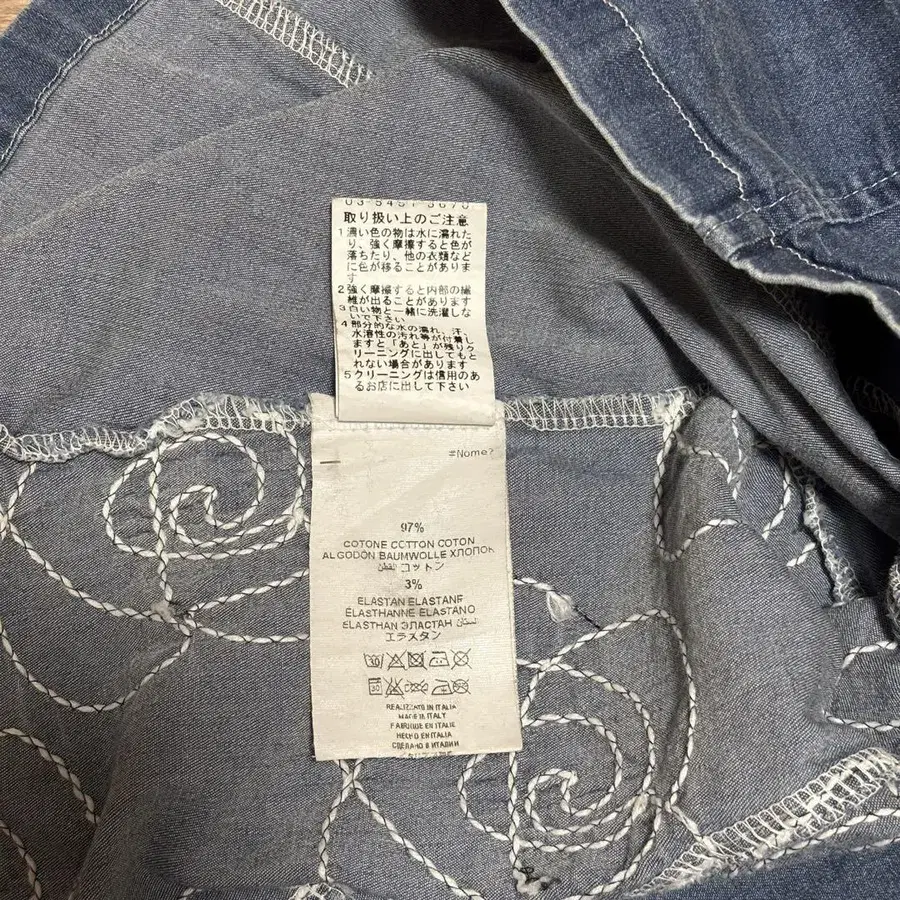 03-5451-3670
取り扱い上のご注意
1 濃い色の物は水に濡れた
り、強く摩擦すると色が
落ちたり、他の衣類など
に色が移ることがありま
す
2 強く摩擦すると内部の繊
維が出ることがあります
3 白い物と一緒に洗濯しな
いで下さい
4 部分的な水の濡れ、汗、
水溶性の汚れ等が付着し
ますと「あと」が残りク
リーニングに出してもと
れない場合があります
5 クリーニングは信用のあ
るお店に出して下さい
#Nome?
97%
COTONE COTTON COTON
ALGODÓN BAUMWOLLE ХЛОПОК
القطن コットン
3%
ELASTAN ELASTANE
ÉLASTHANNE ELASTANO
ELASTHAN ЭЛАСТАН الستان
エラスタン
30
REALIZZATO IN ITALIA
MADE IN ITALY
FABRIQUÉ EN ITALIE
HECHO EN ITALIA
СДЕЛАНО В ИТАЛИИ